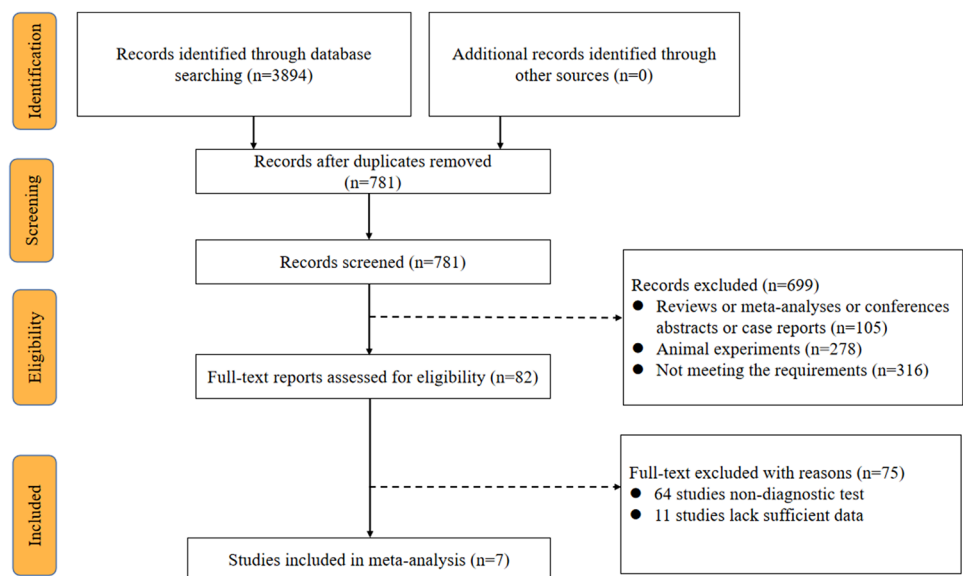 Identification
Records identified through database
searching (n=3894)
Additional records identified through
other sources (n=0)
Screening
Records after duplicates removed
(n=781)
Records screened (n=781)
Records excluded (n=699)
● Reviews or meta-analyses or conferences
abstracts or case reports (n=105)
● Animal experiments (n=278)
● Not meeting the requirements (n=316)
Eligibility
Full-text reports assessed for eligibility (n=82)
Full-text excluded with reasons (n=75)
● 64 studies non-diagnostic test
● 11 studies lack sufficient data
Included
Studies included in meta-analysis (n=7)